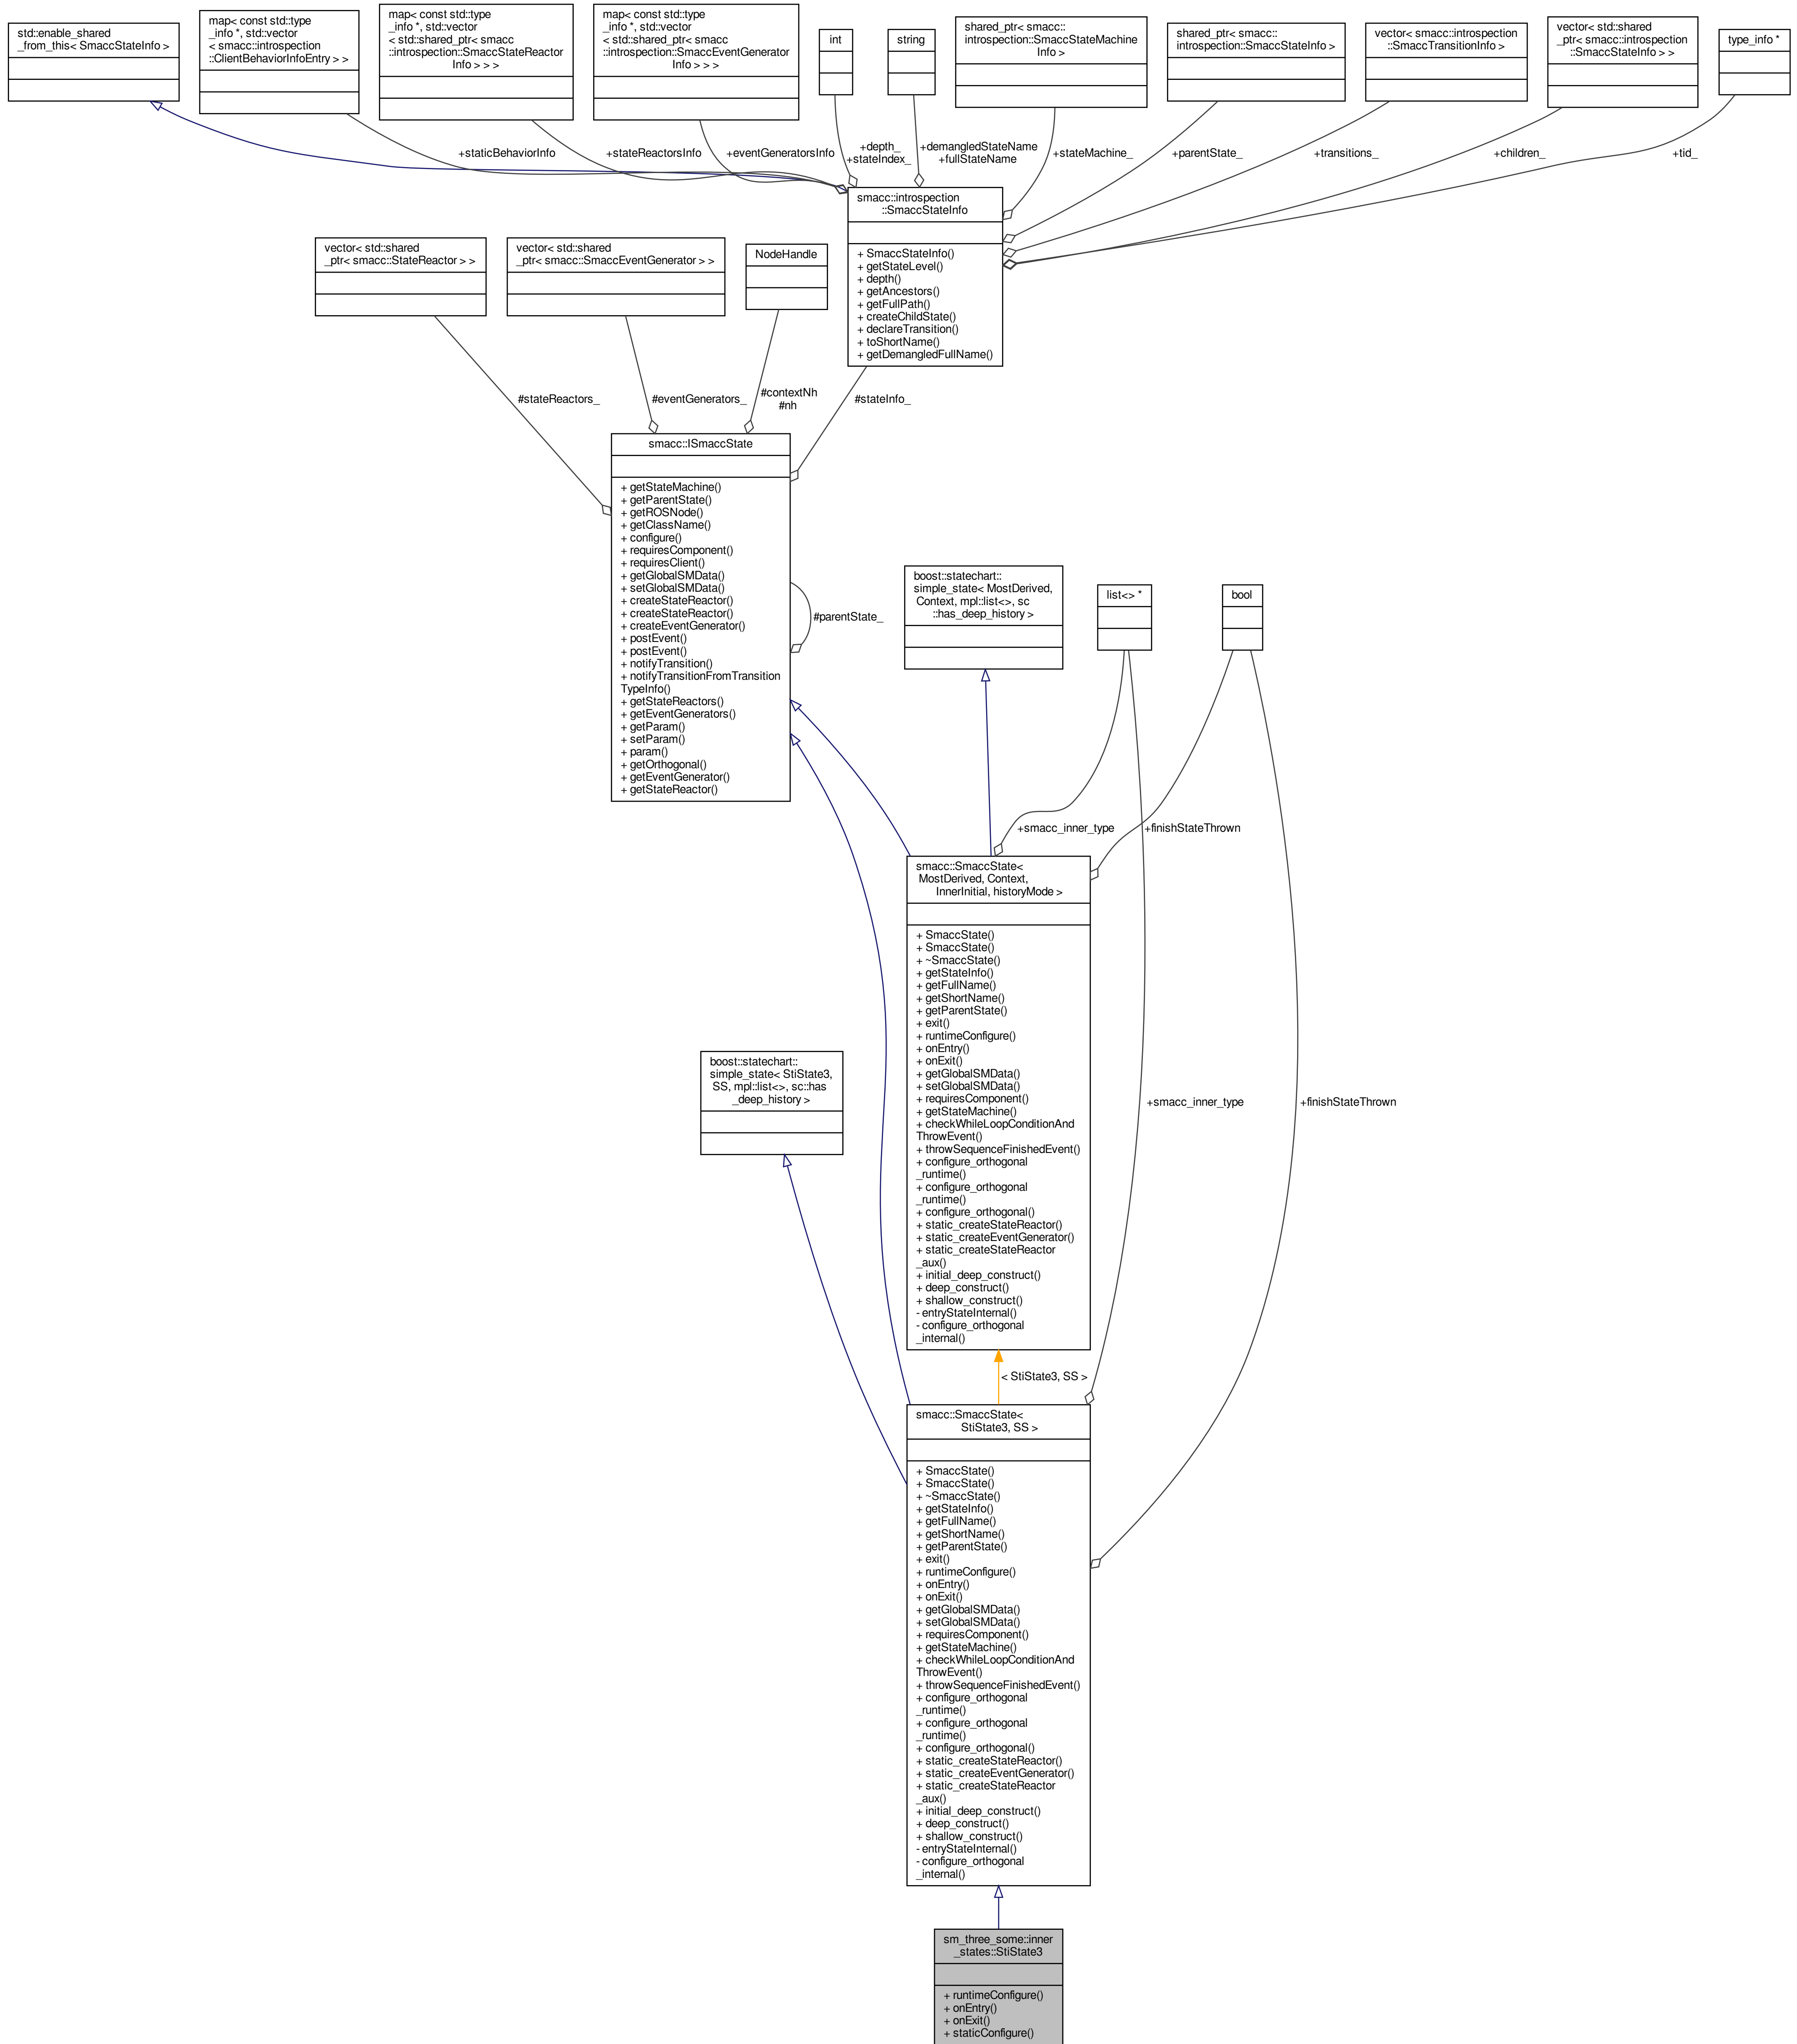 std::enable_shared
_from_this< SmaccStateInfo >
map< const std::type
_info *, std::vector
< smacc::introspection
::ClientBehaviorInfoEntry > >
map< const std::type
_info *, std::vector
< std::shared_ptr< smacc
::introspection::SmaccStateReactor
Info > > >
map< const std::type
_info *, std::vector
< std::shared_ptr< smacc
::introspection::SmaccEventGenerator
Info > > >
int
string
shared_ptr< smacc::
introspection::SmaccStateMachine
Info >
shared_ptr< smacc::
introspection::SmaccStateInfo >
vector< smacc::introspection
::SmaccTransitionInfo >
vector< std::shared
_ptr< smacc::introspection
::SmaccStateInfo > >
type_info *
+staticBehaviorInfo
+stateReactorsInfo
+eventGeneratorsInfo
+depth_
+stateIndex_
+demangledStateName
+fullStateName
+stateMachine_
+parentState_
+transitions_
+children_
+tid_
smacc::introspection
::SmaccStateInfo
+ SmaccStateInfo()
+ getStateLevel()
+ depth()
+ getAncestors()
+ getFullPath()
+ createChildState()
+ declareTransition()
+ toShortName()
+ getDemangledFullName()
vector< std::shared
_ptr< smacc::StateReactor > >
vector< std::shared
_ptr< smacc::SmaccEventGenerator > >
NodeHandle
#stateReactors_
#eventGenerators_
#contextNh
#nh
#stateInfo_
smacc::ISmaccState
+ getStateMachine()
+ getParentState()
+ getROSNode()
+ getClassName()
+ configure()
+ requiresComponent()
+ requiresClient()
+ getGlobalSMData()
+ setGlobalSMData()
+ createStateReactor()
+ createStateReactor()
+ createEventGenerator()
+ postEvent()
+ postEvent()
+ notifyTransition()
+ notifyTransitionFromTransition
TypeInfo()
+ getStateReactors()
+ getEventGenerators()
+ getParam()
+ setParam()
+ param()
+ getOrthogonal()
+ getEventGenerator()
+ getStateReactor()
#parentState_
boost::statechart::
simple_state< MostDerived,
Context, mpl::list<>, sc
::has_deep_history >
list<> *
bool
+smacc_inner_type
+finishStateThrown
smacc::SmaccState<
MostDerived, Context,
InnerInitial, historyMode >
+ SmaccState()
+ SmaccState()
+ ~SmaccState()
+ getStateInfo()
+ getFullName()
+ getShortName()
+ getParentState()
+ exit()
+ runtimeConfigure()
+ onEntry()
+ onExit()
+ getGlobalSMData()
+ setGlobalSMData()
+ requiresComponent()
+ getStateMachine()
+ checkWhileLoopConditionAnd
ThrowEvent()
+ throwSequenceFinishedEvent()
+ configure_orthogonal
_runtime()
+ configure_orthogonal
_runtime()
+ configure_orthogonal()
+ static_createStateReactor()
+ static_createEventGenerator()
+ static_createStateReactor
_aux()
+ initial_deep_construct()
+ deep_construct()
+ shallow_construct()
- entryStateInternal()
- configure_orthogonal
_internal()
boost::statechart::
simple_state< StiState3,
SS, mpl::list<>, sc::has
_deep_history >
+smacc_inner_type
+finishStateThrown
< StiState3, SS >
smacc::SmaccState<
StiState3, SS >
+ SmaccState()
+ SmaccState()
+ ~SmaccState()
+ getStateInfo()
+ getFullName()
+ getShortName()
+ getParentState()
+ exit()
+ runtimeConfigure()
+ onEntry()
+ onExit()
+ getGlobalSMData()
+ setGlobalSMData()
+ requiresComponent()
+ getStateMachine()
+ checkWhileLoopConditionAnd
ThrowEvent()
+ throwSequenceFinishedEvent()
+ configure_orthogonal
_runtime()
+ configure_orthogonal
_runtime()
+ configure_orthogonal()
+ static_createStateReactor()
+ static_createEventGenerator()
+ static_createStateReactor
_aux()
+ initial_deep_construct()
+ deep_construct()
+ shallow_construct()
- entryStateInternal()
- configure_orthogonal
_internal()
sm_three_some::inner
_states::StiState3
+ runtimeConfigure()
+ onEntry()
+ onExit()
+ staticConfigure()